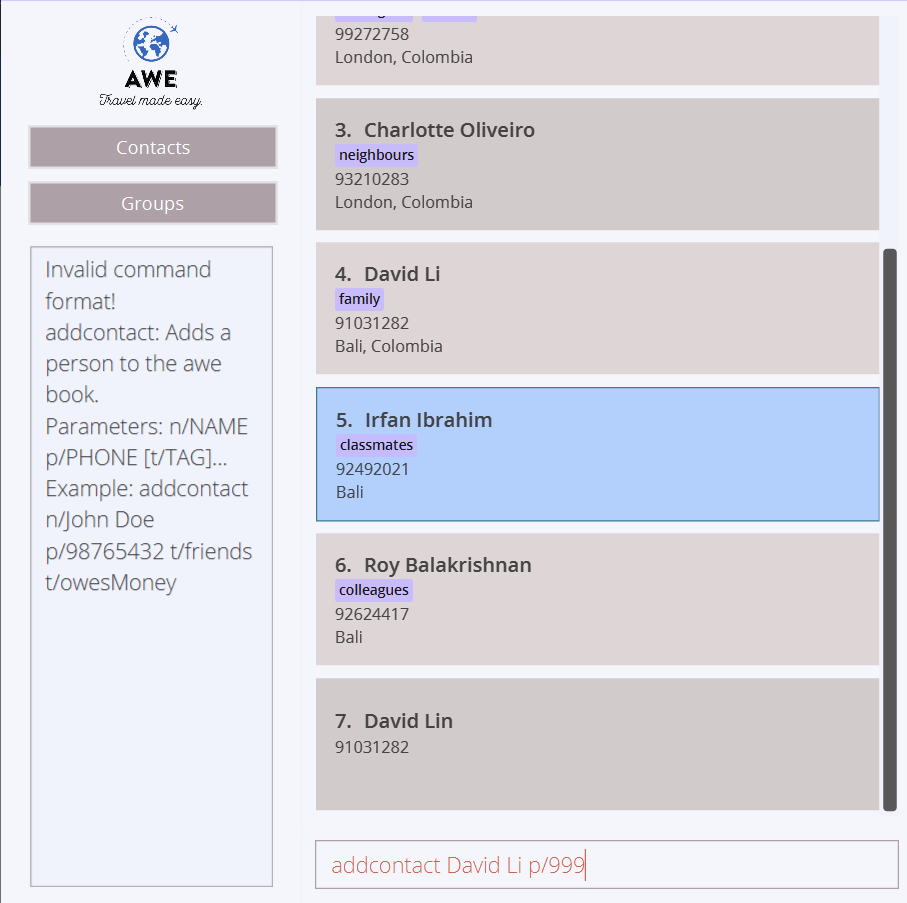 AWE
Travel made easy.
Contacts
Groups
Invalid command
format!
addcontact: Adds a
person to the awe
book.
Parameters: n/NAME
p/PHONE [t/TAG]...
Example: addcontact
n/John Doe
p/98765432 t/friends
t/owesMoney
99272758
London, Colombia
3. Charlotte Oliveiro
neighbours
93210283
London, Colombia
4. David Li
family
91031282
Bali, Colombia
5. Irfan Ibrahim
classmates
92492021
Bali
6. Roy Balakrishnan
colleagues
92624417
Bali
7. David Lin
91031282
addcontact David Li p/999